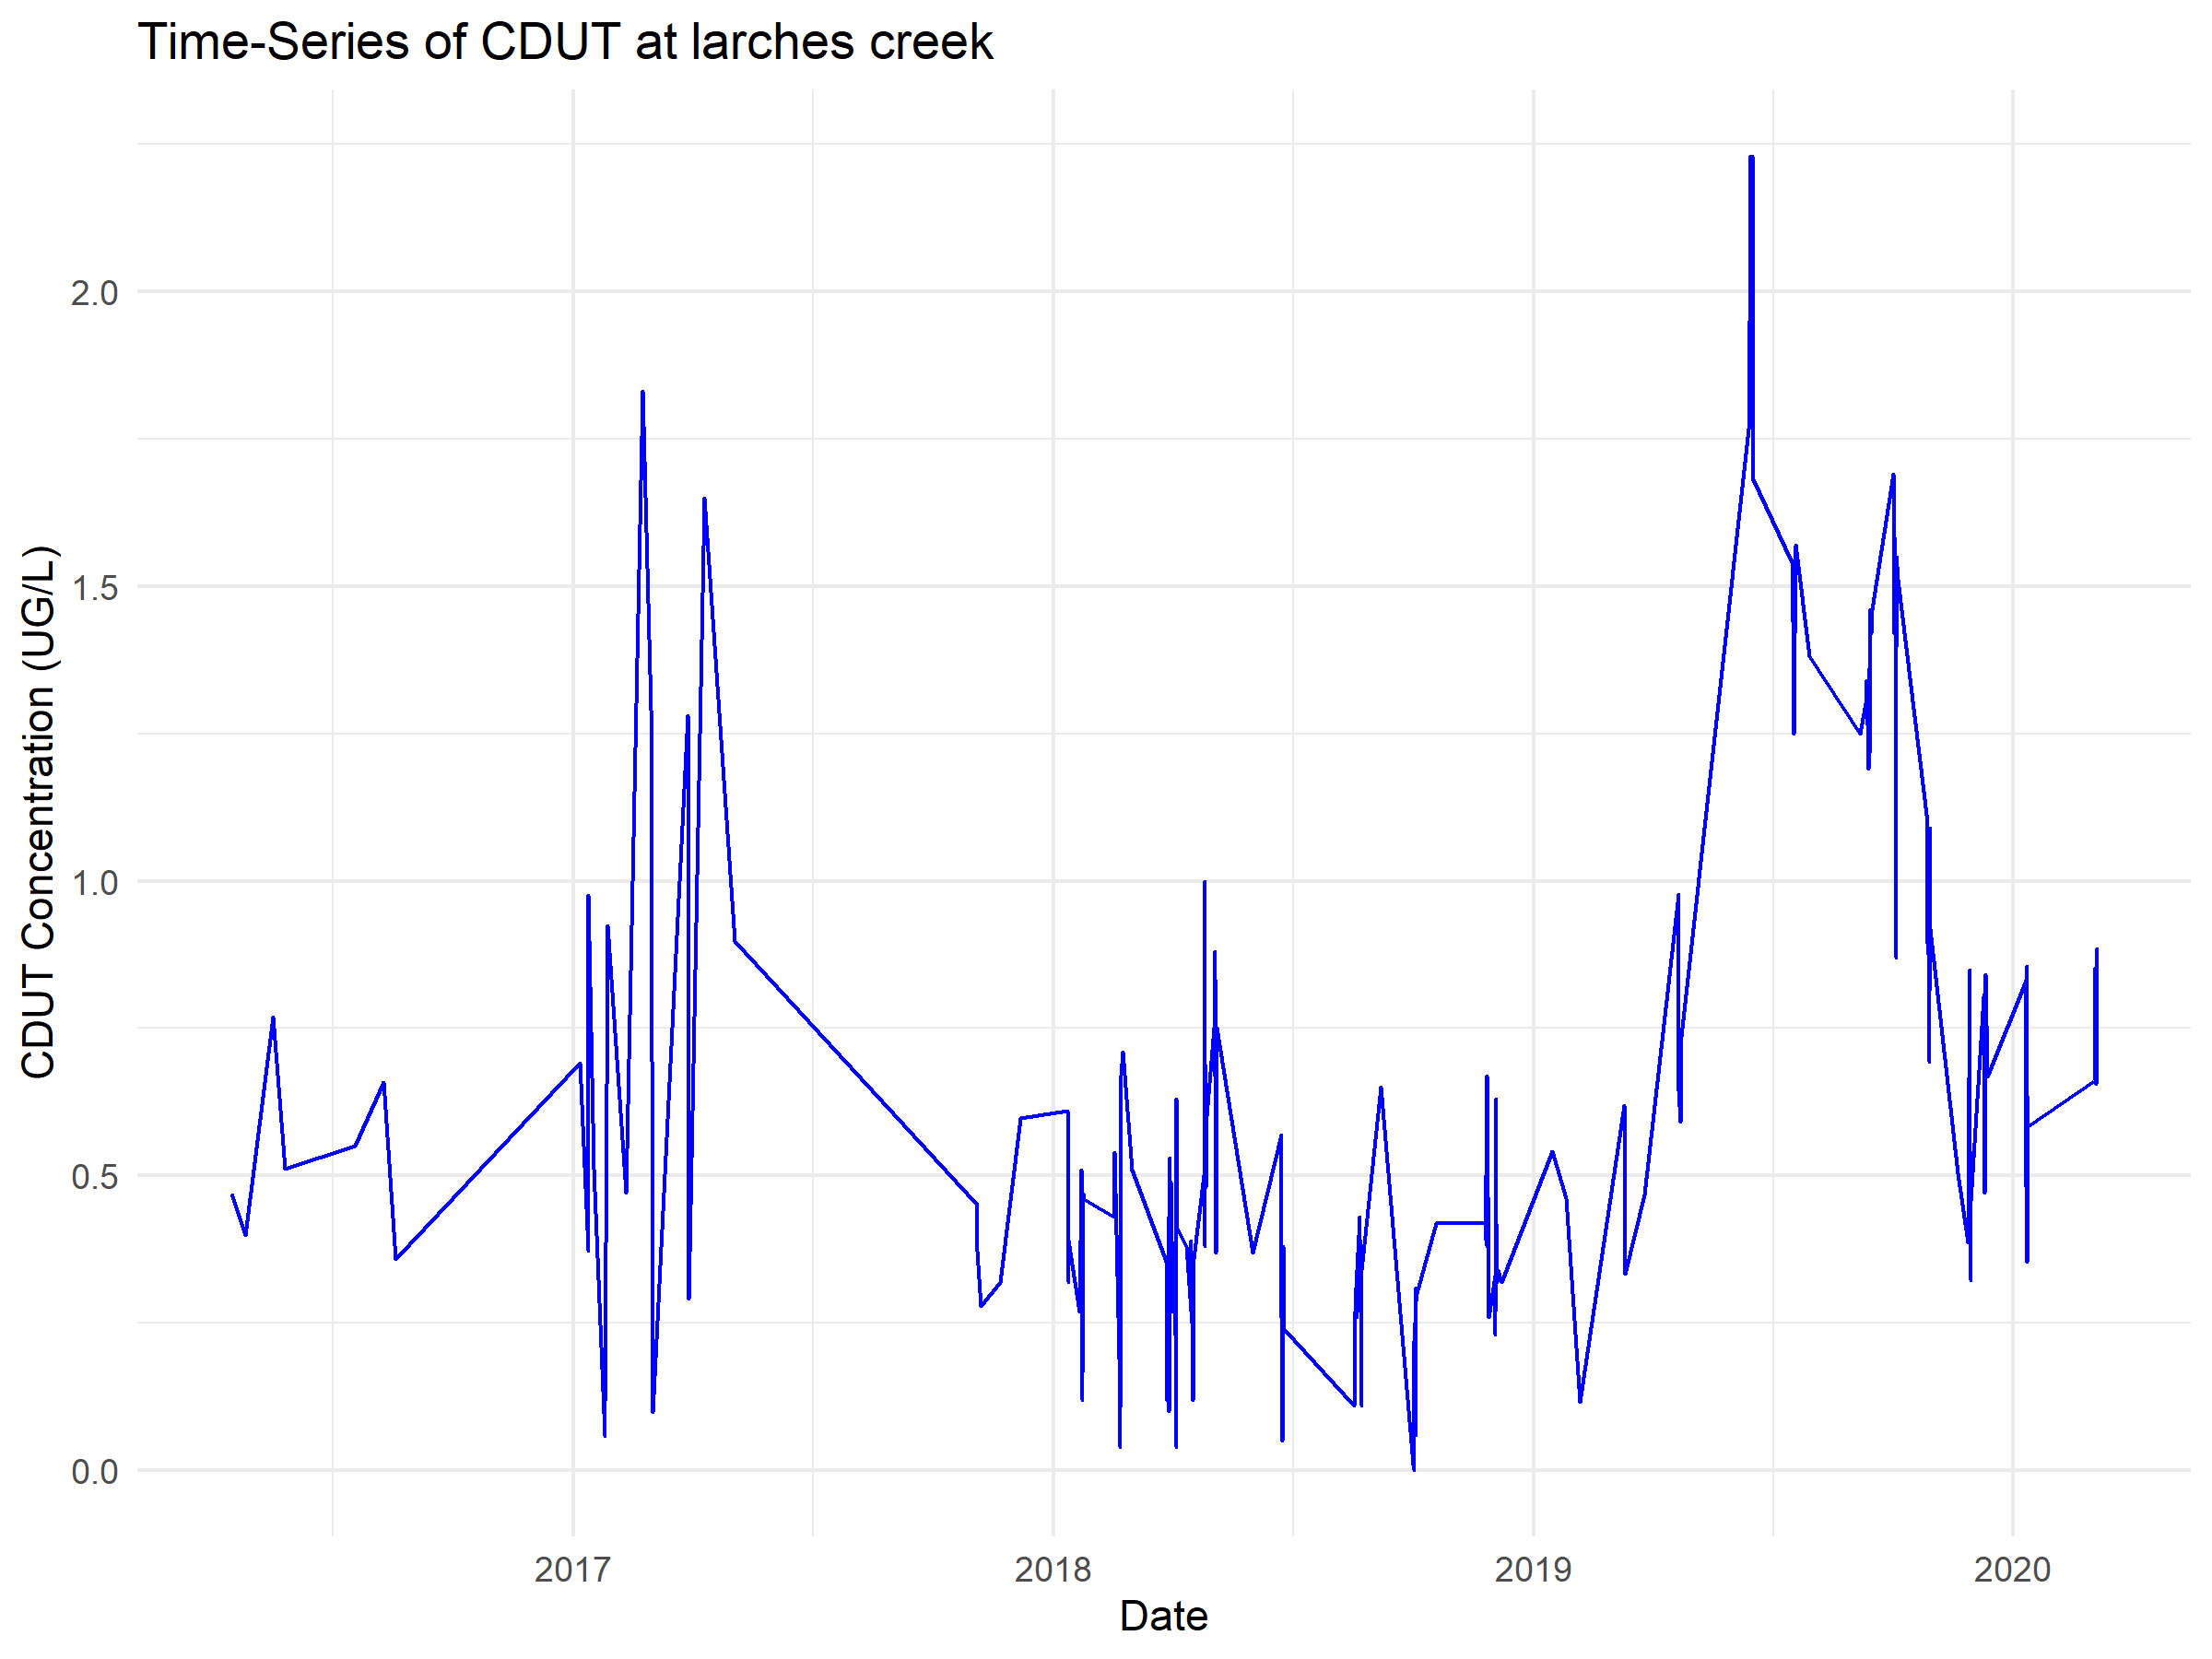 Time-Series of CDUT at larches creek
CDUT Concentration (UG/L)
2.0
1.5
1.0
0.5
0.0
2017 2018 2019 2020
Date